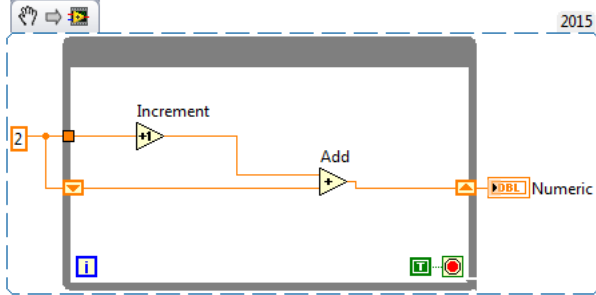 2015
Increment
+1
2
Add
+
DBL
Numeric
i
T